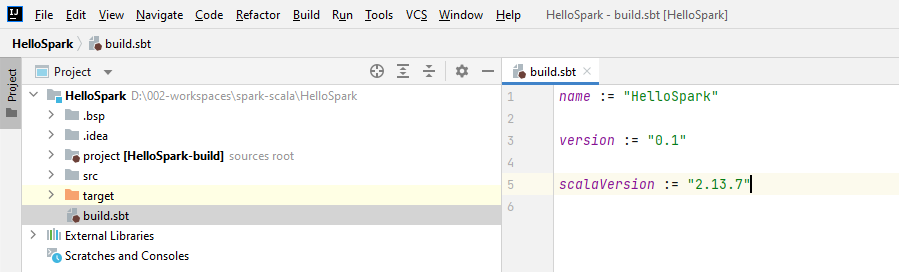 IJ File Edit View Navigate Code Refactor Build Run Tools VCS Window Help HelloSpark - build.sbt [HelloSpark]
HelloSpark build.sbt
Project
Project
build.sbt
HelloSpark D:\002-workspaces\spark-scala\HelloSpark
.bsp
.idea
project [HelloSpark-build] sources root
src
target
build.sbt
External Libraries
Scratches and Consoles
1 name := "HelloSpark"
2
3 version := "0.1"
4
5 scalaVersion := "2.13.7"
6